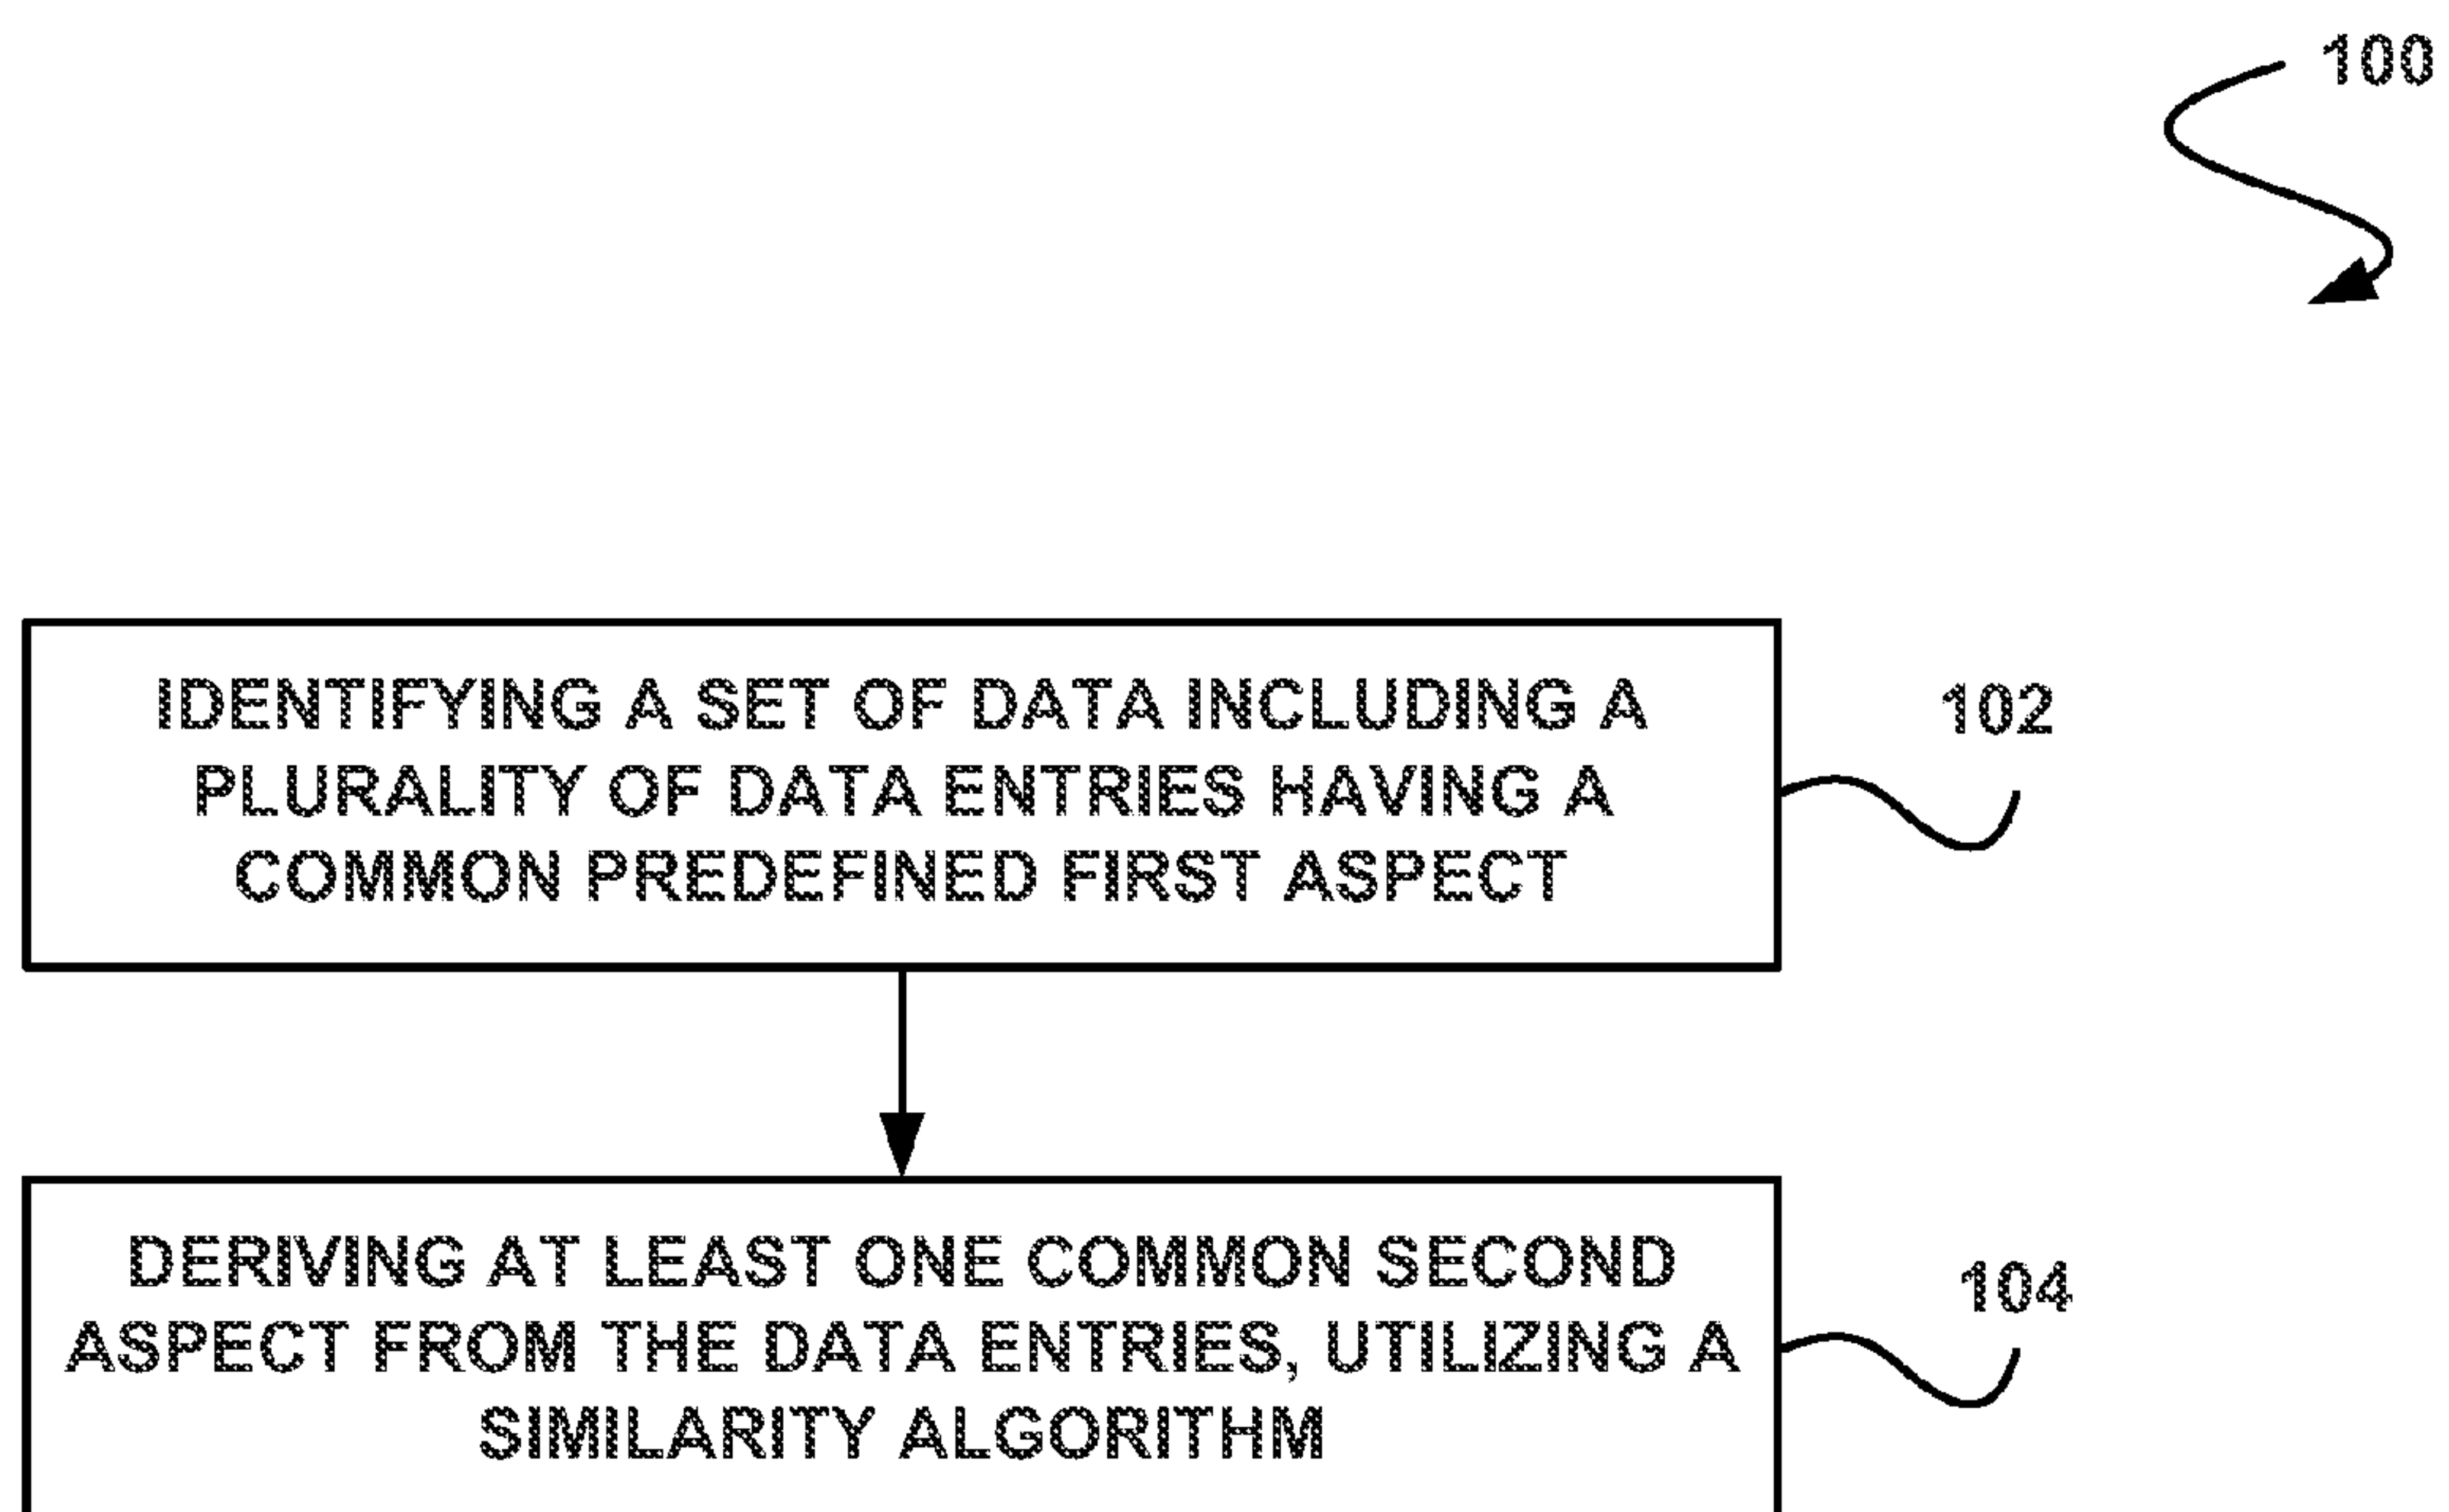 100
IDENTIFYING A SET OF DATA INCLUDING A
PLURALITY OF DATA ENTRIES HAVING A
COMMON PREDEFINED FIRST ASPECT
102
DERIVING AT LEAST ONE COMMON SECOND
ASPECT FROM THE DATA ENTRIES, UTILIZING A
SIMILARITY ALGORITHM
104